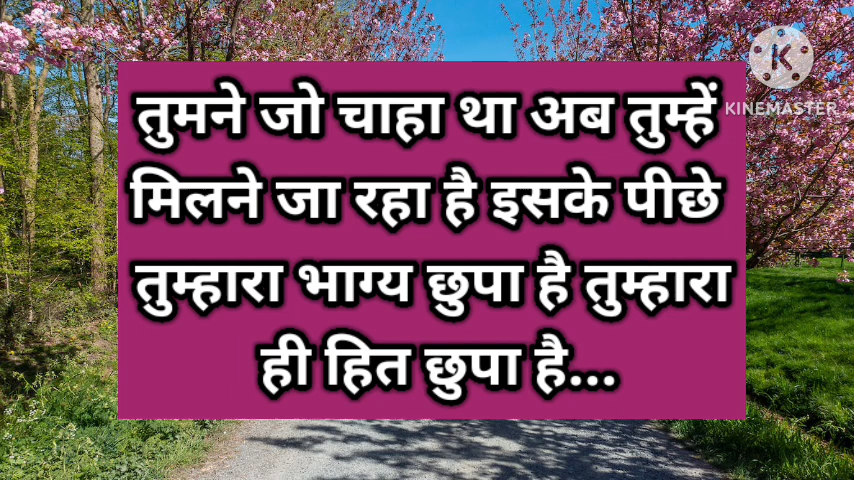 K
KINEMASTER
तुमने जो चाहा था अब तुम्हें
मिलने जा रहा है इसके पीछे
तुम्हारा भाग्य छुपा है तुम्हारा
ही हित छुपा है...